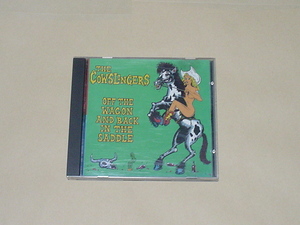 THE
COWSLINGERS
OFF THE
WAGON
AND BACK
IN THE
SADDLE